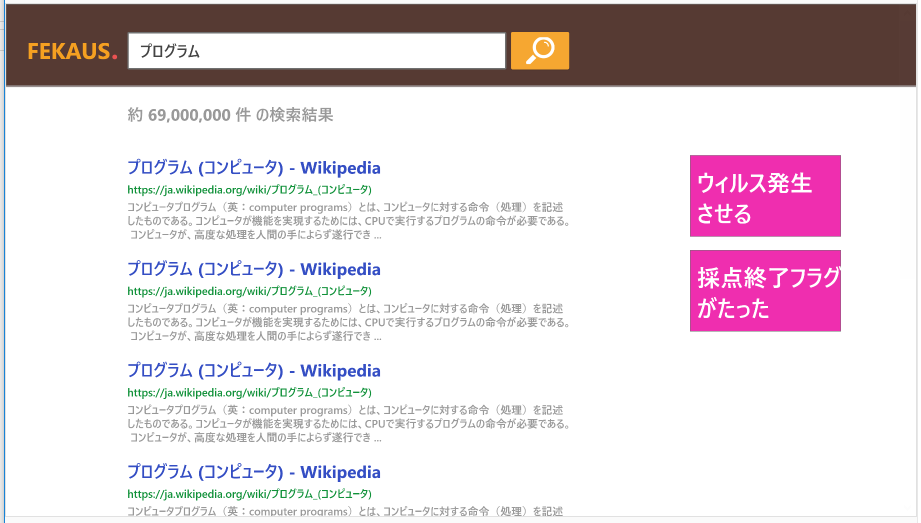 FEKAUS.
プログラム
約 69,000,000 件 の検索結果
プログラム (コンピュータ) - Wikipedia
https://ja.wikipedia.org/wiki/プログラム_(コンピュータ)
コンピュータプログラム（英：computer programs）とは、コンピュータに対する命令（処理）を記述
したものである。コンピュータが機能を実現するためには、CPUで実行するプログラムの命令が必要である。
コンピュータが、高度な処理を人間の手によらず遂行でき ...
プログラム (コンピュータ) - Wikipedia
https://ja.wikipedia.org/wiki/プログラム_(コンピュータ)
コンピュータプログラム（英：computer programs）とは、コンピュータに対する命令（処理）を記述
したものである。コンピュータが機能を実現するためには、CPUで実行するプログラムの命令が必要である。
コンピュータが、高度な処理を人間の手によらず遂行でき ...
プログラム (コンピュータ) - Wikipedia
https://ja.wikipedia.org/wiki/プログラム_(コンピュータ)
コンピュータプログラム（英：computer programs）とは、コンピュータに対する命令（処理）を記述
したものである。コンピュータが機能を実現するためには、CPUで実行するプログラムの命令が必要である。
コンピュータが、高度な処理を人間の手によらず遂行でき ...
プログラム (コンピュータ) - Wikipedia
https://ja.wikipedia.org/wiki/プログラム_(コンピュータ)
コンピュータプログラム（英：computer programs）とは、コンピュータに対する命令（処理）を記述
ウィルス発生
させる
採点終了フラグ
がたった